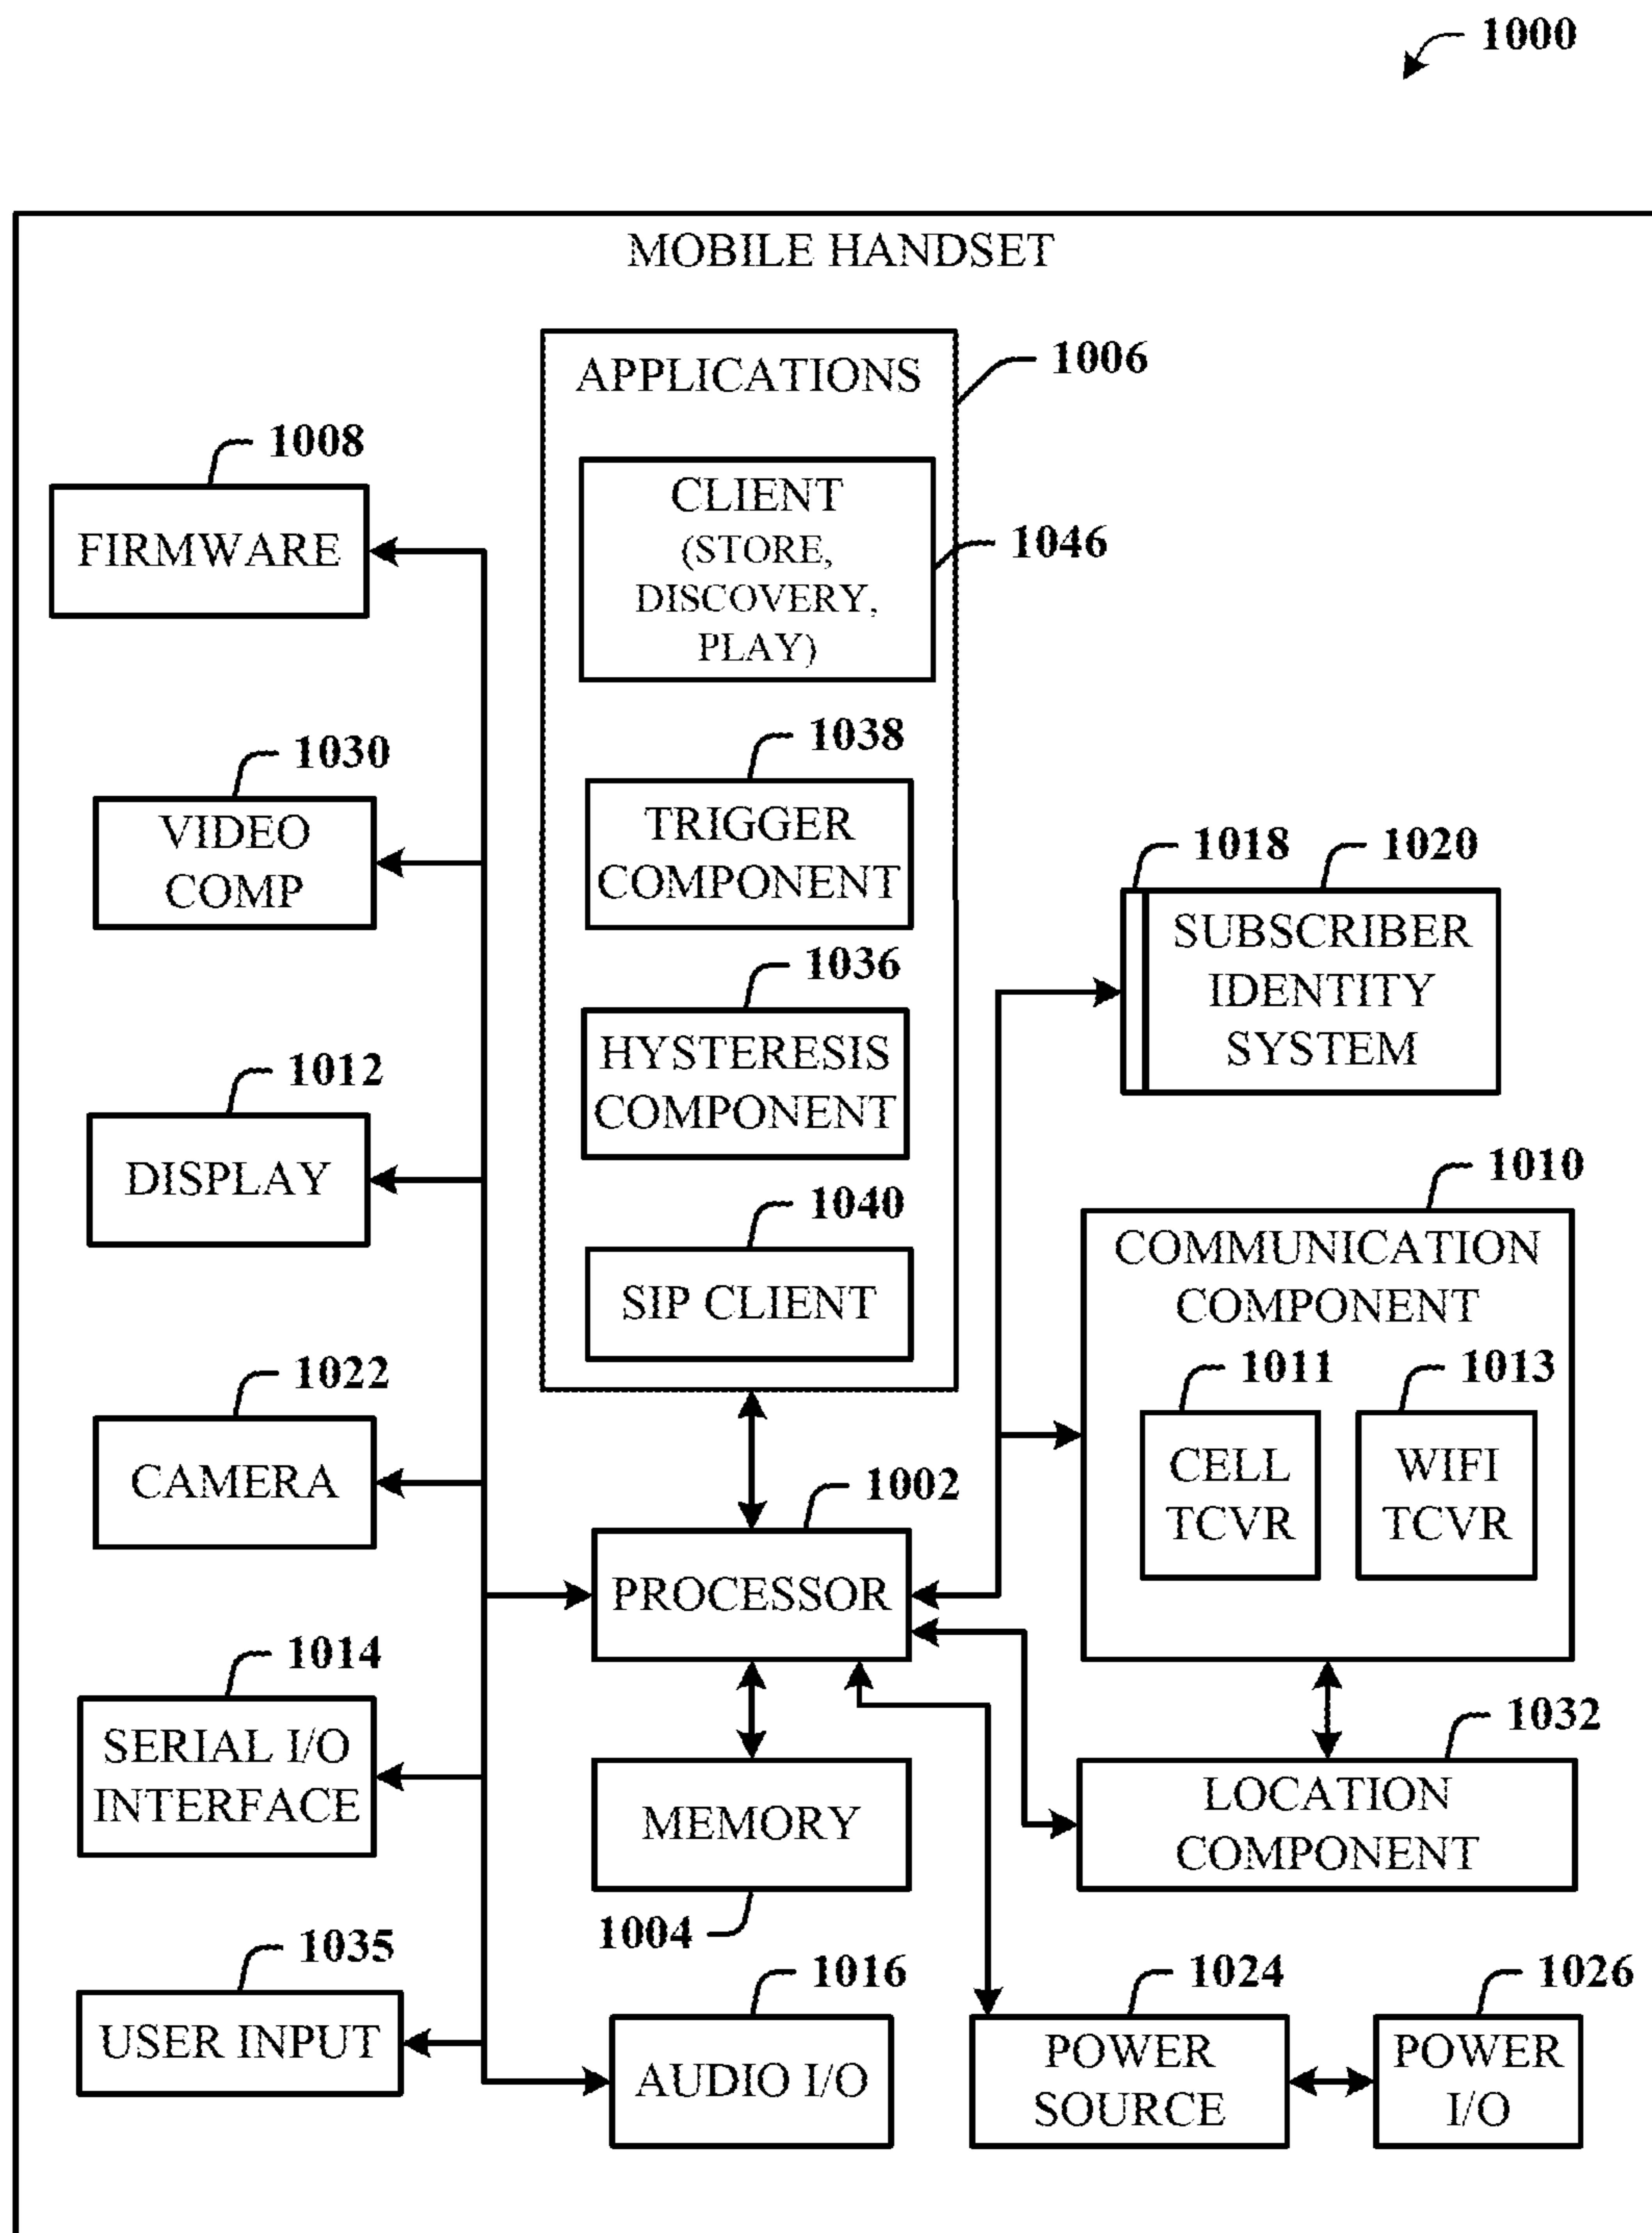 1000
MOBILE HANDSET
APPLICATIONS
1006
CLIENT
(STORE,
DISCOVERY,
PLAY)
1046
1038
TRIGGER
COMPONENT
1036
HYSTERESIS
COMPONENT
1040
SIP CLIENT
1008
FIRMWARE
1030
VIDEO
COMP
1012
DISPLAY
1022
CAMERA
1014
SERIAL I/O
INTERFACE
1035
USER INPUT
1002
PROCESSOR
MEMORY
1004
1016
AUDIO I/O
1018
1020
SUBSCRIBER
IDENTITY
SYSTEM
1010
COMMUNICATION
COMPONENT
1011
CELL
TCVR
1013
WIFI
TCVR
1032
LOCATION
COMPONENT
1024
POWER
SOURCE
1026
POWER
I/O